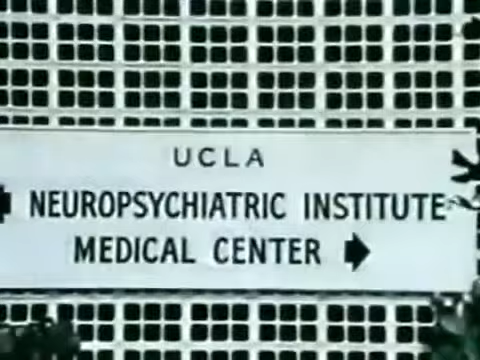 UCLA
NEUROPSYCHIATRIC INSTITUTE
MEDICAL CENTER